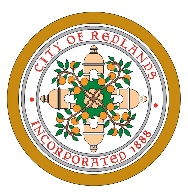 CITY OF REDLANDS
INCORPORATED 1888